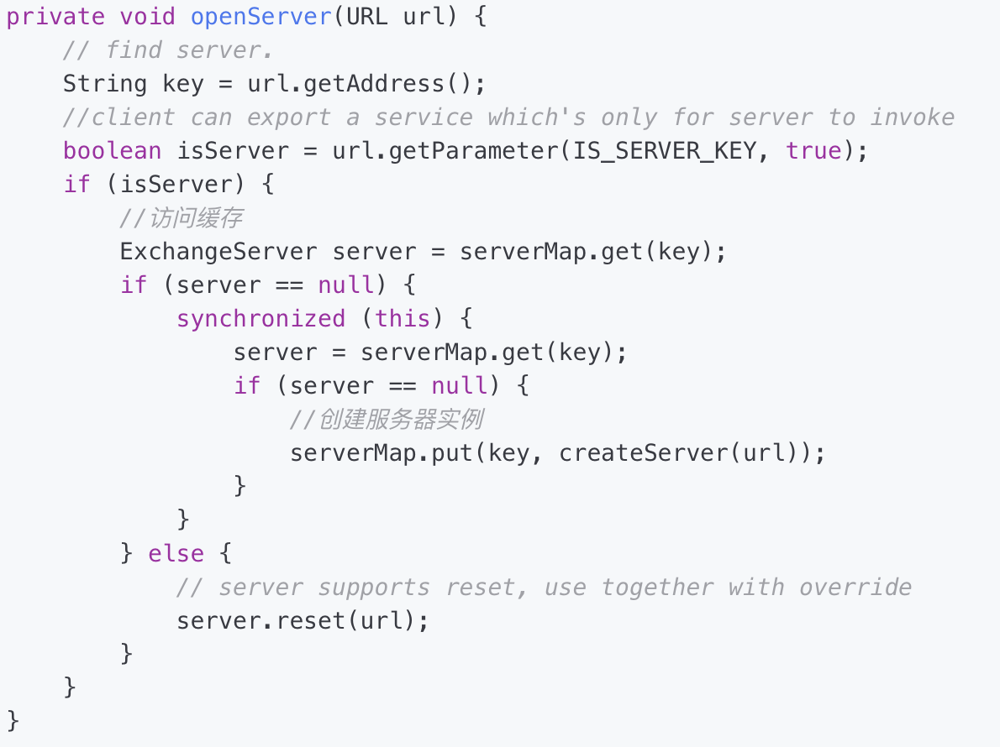 private void openServer(URL url) {
    // find server.
    String key = url.getAddress();
    //client can export a service which's only for server to invoke
    boolean isServer = url.getParameter(IS_SERVER_KEY, true);
    if (isServer) {
        //访问缓存
        ExchangeServer server = serverMap.get(key);
        if (server == null) {
            synchronized (this) {
                server = serverMap.get(key);
                if (server == null) {
                    //创建服务器实例
                    serverMap.put(key, createServer(url));
                }
            }
        } else {
            // server supports reset, use together with override
            server.reset(url);
        }
    }
}